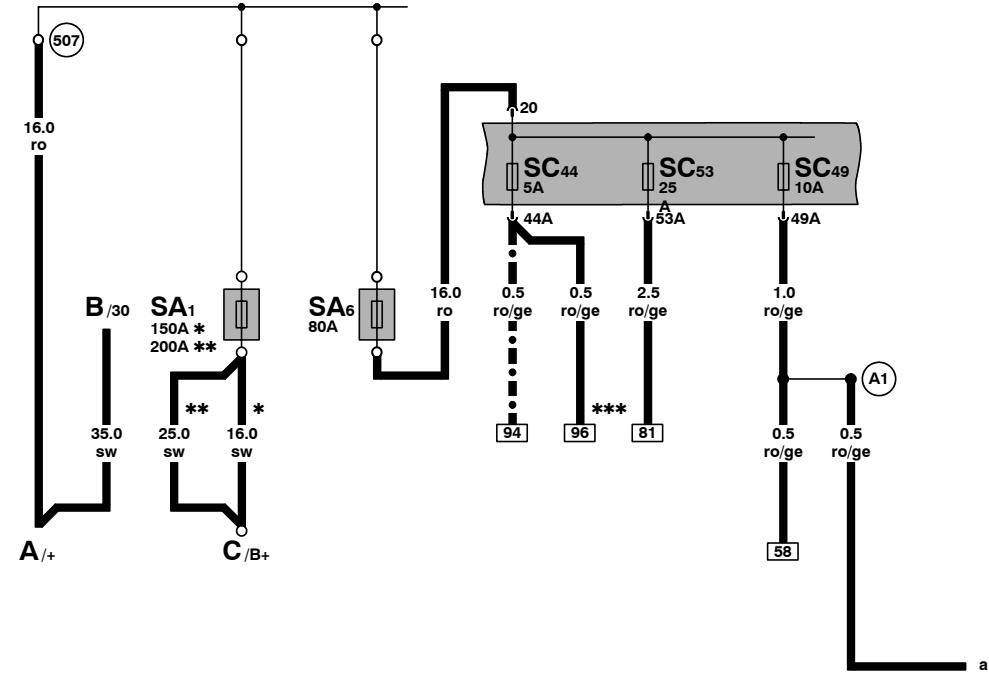 507
20
16.0
ro
SC44
5A
SC53
25
A
SC49
10A
44A
53A
49A
B/30
SA1
150A *
200A **
SA6
80A
16.0
ro
0.5
ro/ge
0.5
ro/ge
2.5
ro/ge
1.0
ro/ge
A1
**
*
***
35.0
sw
25.0
sw
16.0
sw
94
96
81
0.5
ro/ge
0.5
ro/ge
A/+
C/B+
58
a